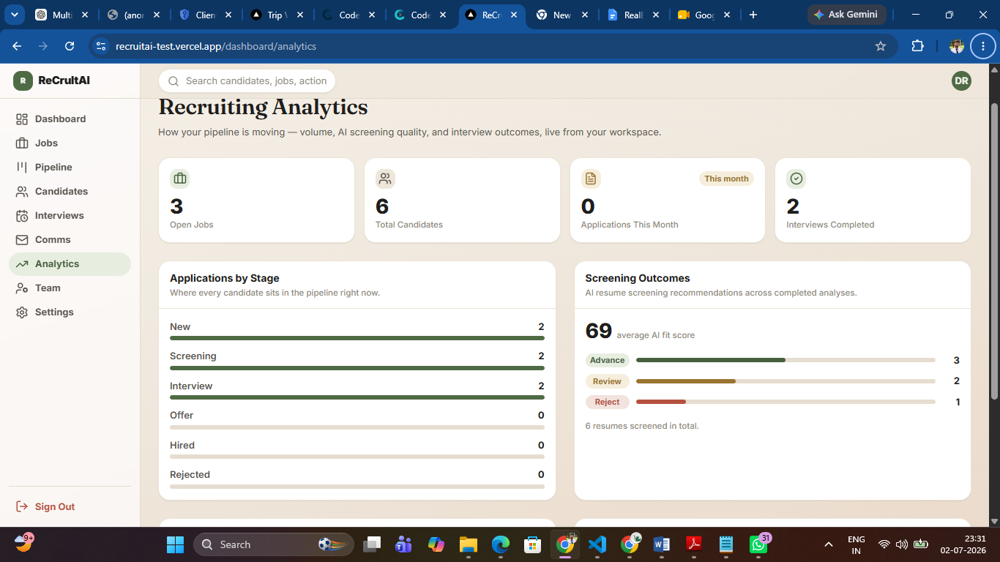 Multi
(anor
Client
Trip
Code
Code
ReCru
New
RealE
Goog
Ask Gemini
recruitai-test.vercel.app/dashboard/analytics
R
ReCruItAI
Search candidates, jobs, action
DR
Dashboard
Jobs
Pipeline
Candidates
Interviews
Comms
Analytics
Team
Settings
Sign Out
Recruiting Analytics
How your pipeline is moving — volume, AI screening quality, and interview outcomes, live from your workspace.
3
Open Jobs
6
Total Candidates
This month
0
Applications This Month
2
Interviews Completed
Applications by Stage
Where every candidate sits in the pipeline right now.
New 2
Screening 2
Interview 2
Offer 0
Hired 0
Rejected 0
Screening Outcomes
AI resume screening recommendations across completed analyses.
69 average AI fit score
Advance 3
Review 2
Reject 1
6 resumes screened in total.
9+
Search
31
ENG
IN
23:31
02-07-2026